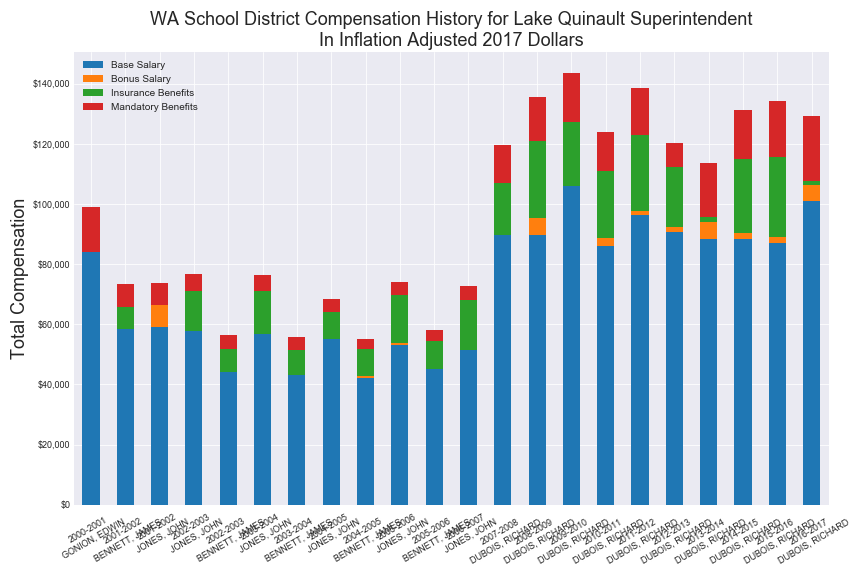 WA School District Compensation History for Lake Quinault Superintendent
In Inflation Adjusted 2017 Dollars
Base Salary
Bonus Salary
Insurance Benefits
Mandatory Benefits
Total Compensation
$140,000
$120,000
$100,000
$80,000
$60,000
$40,000
$20,000
$0
2000-2001
GONION, EDWIN
2001-2002
BENNETT, JAMES
2001-2002
JONES, JOHN
2002-2003
JONES, JOHN
2002-2003
BENNETT, JAMES
2003-2004
JONES, JOHN
2003-2004
BENNETT, JAMES
2004-2005
JONES, JOHN
2004-2005
BENNETT, JAMES
2005-2006
JONES, JOHN
2005-2006
BENNETT, JAMES
2006-2007
JONES, JOHN
2007-2008
DUBOIS, RICHARD
2008-2009
DUBOIS, RICHARD
2009-2010
DUBOIS, RICHARD
2010-2011
DUBOIS, RICHARD
2011-2012
DUBOIS, RICHARD
2012-2013
DUBOIS, RICHARD
2013-2014
DUBOIS, RICHARD
2014-2015
DUBOIS, RICHARD
2015-2016
DUBOIS, RICHARD
2016-2017
DUBOIS, RICHARD